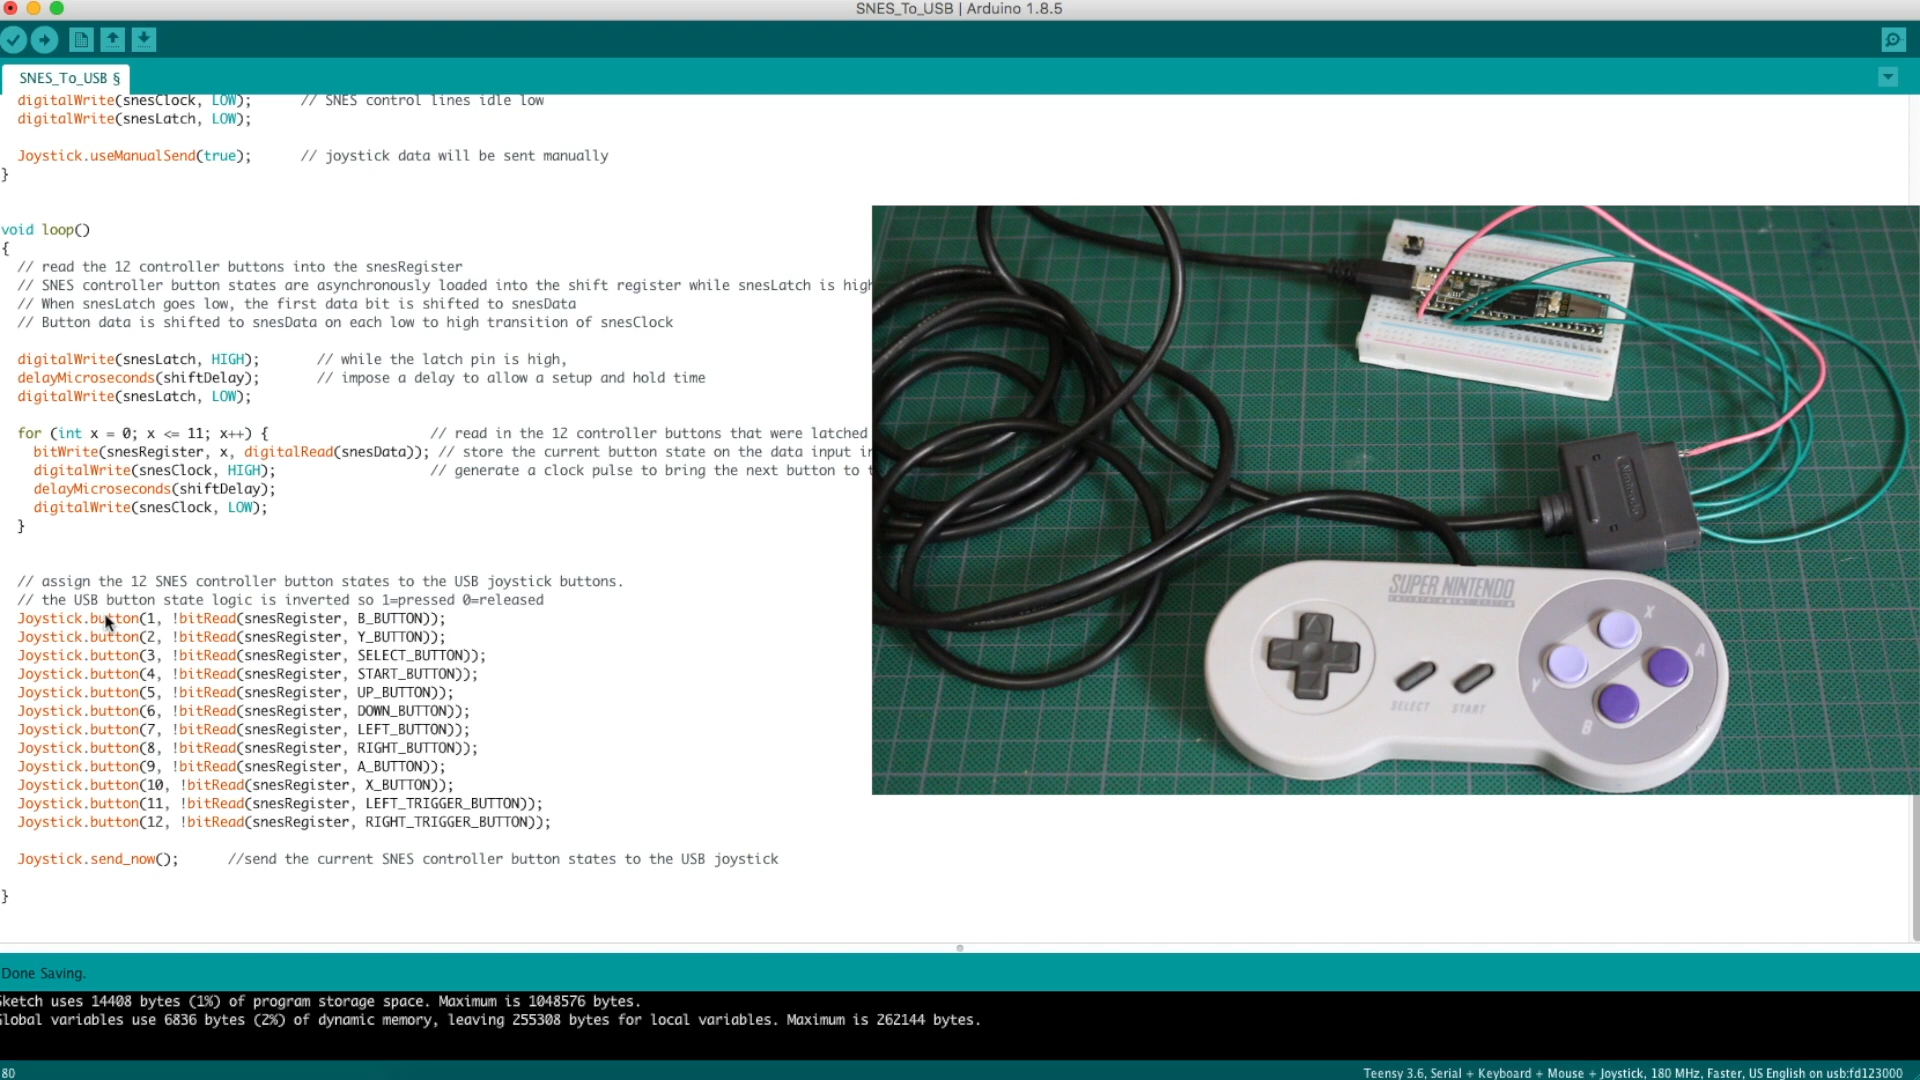 SNES_To_USB | Arduino 1.8.5
SNES_To_USB §
digitalWrite(snesClock, LOW);      // SNES control lines idle low
digitalWrite(snesLatch, LOW);
Joystick.useManualSend(true);      // joystick data will be sent manually
}
void loop()
{
// read the 12 controller buttons into the snesRegister
// SNES controller button states are asynchronously loaded into the shift register while snesLatch is high
// When snesLatch goes low, the first data bit is shifted to snesData
// Button data is shifted to snesData on each low to high transition of snesClock
digitalWrite(snesLatch, HIGH);       // while the latch pin is high,
delayMicroseconds(shiftDelay);       // impose a delay to allow a setup and hold time
digitalWrite(snesLatch, LOW);
for (int x = 0; x <= 11; x++) {                    // read in the 12 controller buttons that were latched
bitWrite(snesRegister, x, digitalRead(snesData)); // store the current button state on the data input
digitalWrite(snesClock, HIGH);                   // generate a clock pulse to bring the next button to
delayMicroseconds(shiftDelay);
digitalWrite(snesClock, LOW);
}
// assign the 12 SNES controller button states to the USB joystick buttons.
// the USB button state logic is inverted so 1=pressed 0=released
Joystick.button(1, !bitRead(snesRegister, B_BUTTON));
Joystick.button(2, !bitRead(snesRegister, Y_BUTTON));
Joystick.button(3, !bitRead(snesRegister, SELECT_BUTTON));
Joystick.button(4, !bitRead(snesRegister, START_BUTTON));
Joystick.button(5, !bitRead(snesRegister, UP_BUTTON));
Joystick.button(6, !bitRead(snesRegister, DOWN_BUTTON));
Joystick.button(7, !bitRead(snesRegister, LEFT_BUTTON));
Joystick.button(8, !bitRead(snesRegister, RIGHT_BUTTON));
Joystick.button(9, !bitRead(snesRegister, A_BUTTON));
Joystick.button(10, !bitRead(snesRegister, X_BUTTON));
Joystick.button(11, !bitRead(snesRegister, LEFT_TRIGGER_BUTTON));
Joystick.button(12, !bitRead(snesRegister, RIGHT_TRIGGER_BUTTON));
Joystick.send_now();      //send the current SNES controller button states to the USB joystick
}
Nintendo
SUPER NINTENDO
ENTERTAINMENT SYSTEM
X
A
Y
B
SELECT
START
Done Saving.
Sketch uses 14408 bytes (1%) of program storage space. Maximum is 1048576 bytes.
Global variables use 6836 bytes (2%) of dynamic memory, leaving 255308 bytes for local variables. Maximum is 262144 bytes.
80
Teensy 3.6, Serial + Keyboard + Mouse + Joystick, 180 MHz, Faster, US English on usb:fd123000